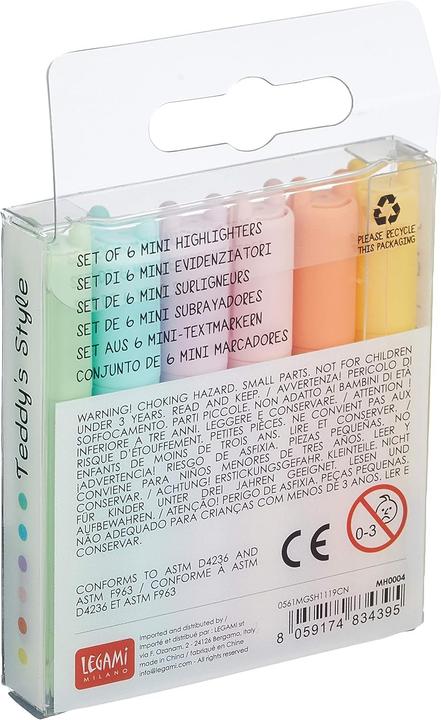 PLEASE RECYCLE
THIS PACKAGING
Teddy's Style
SET OF 6 MINI HIGHLIGHTERS
SET DI 6 MINI EVIDENZIATORI
SET DE 6 MINI SURLIGNEURS
SET DE 6 MINI SUBRAYADORES
SET AUS 6 MINI-TEXTMARKERN
CONJUNTO DE 6 MINI MARCADORES
WARNING! CHOKING HAZARD. SMALL PARTS. NOT FOR CHILDREN
UNDER 3 YEARS. READ AND KEEP. / AVVERTENZA! PERICOLO DI
SOFFOCAMENTO. PARTI PICCOLE. NON ADATTO AI BAMBINI DI ETÀ
INFERIORE A TRE ANNI. LEGGERE E CONSERVARE. / ATTENTION !
RISQUE D'ÉTOUFFEMENT. PETITES PIÈCES. NE CONVIENT PAS AUX
ENFANTS DE MOINS DE TROIS ANS. LIRE ET CONSERVER. /
¡ADVERTENCIA! RIESGO DE ASFIXIA. PIEZAS PEQUEÑAS. NO
CONVIENE PARA NIÑOS MENORES DE TRES AÑOS. LEER Y
CONSERVAR. / ACHTUNG! ERSTICKUNGSGEFAHR. KLEINTEILE. NICHT
FÜR KINDER UNTER DREI JAHREN GEEIGNET. LESEN UND
AUFBEWAHREN. / ATENÇÃO! PERIGO DE ASFIXIA. PEÇAS PEQUENAS.
NÃO ADEQUADO PARA CRIANÇAS COM MENOS DE 3 ANOS. LER E
CONSERVAR.
CONFORMS TO ASTM D4236 AND
ASTM F963 / CONFORME À ASTM
D4236 ET ASTM F963
CE
0-3
0561MGSH1119CN
MH0004
8 059174 834395
LEGAMI
MILANO
Imported and distributed by /
Importé et distribué par : LEGAMI srl
via F. Ozanam, 2 - 24126 Bergamo, Italy
Made in China / Fabriqué en Chine
info@legami.com - www.legami.com